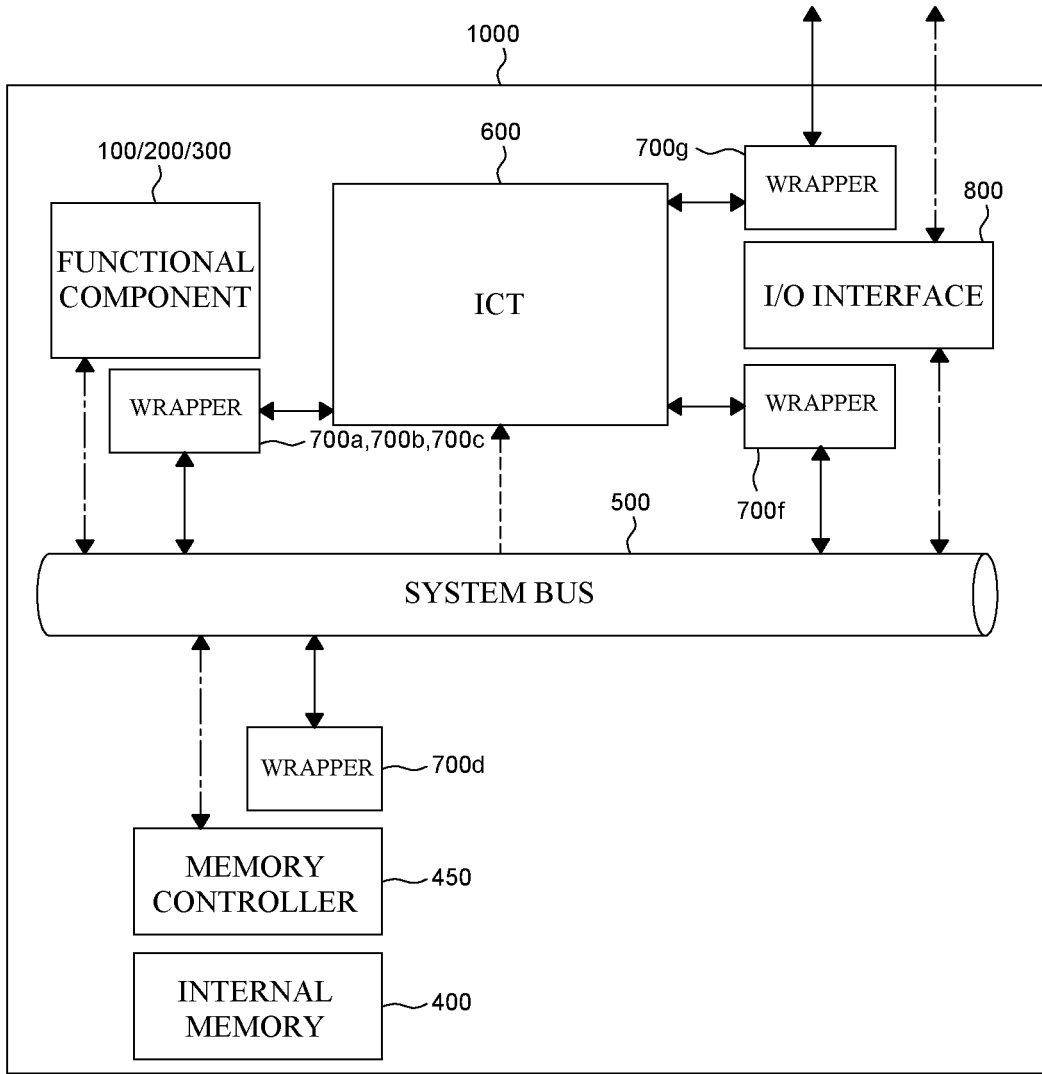 1000
600
100/200/300
700g
WRAPPER
800
FUNCTIONAL
COMPONENT
ICT
I/O INTERFACE
WRAPPER
WRAPPER
700a,700b,700c
700f
500
SYSTEM BUS
WRAPPER
700d
MEMORY
CONTROLLER
450
INTERNAL
MEMORY
400